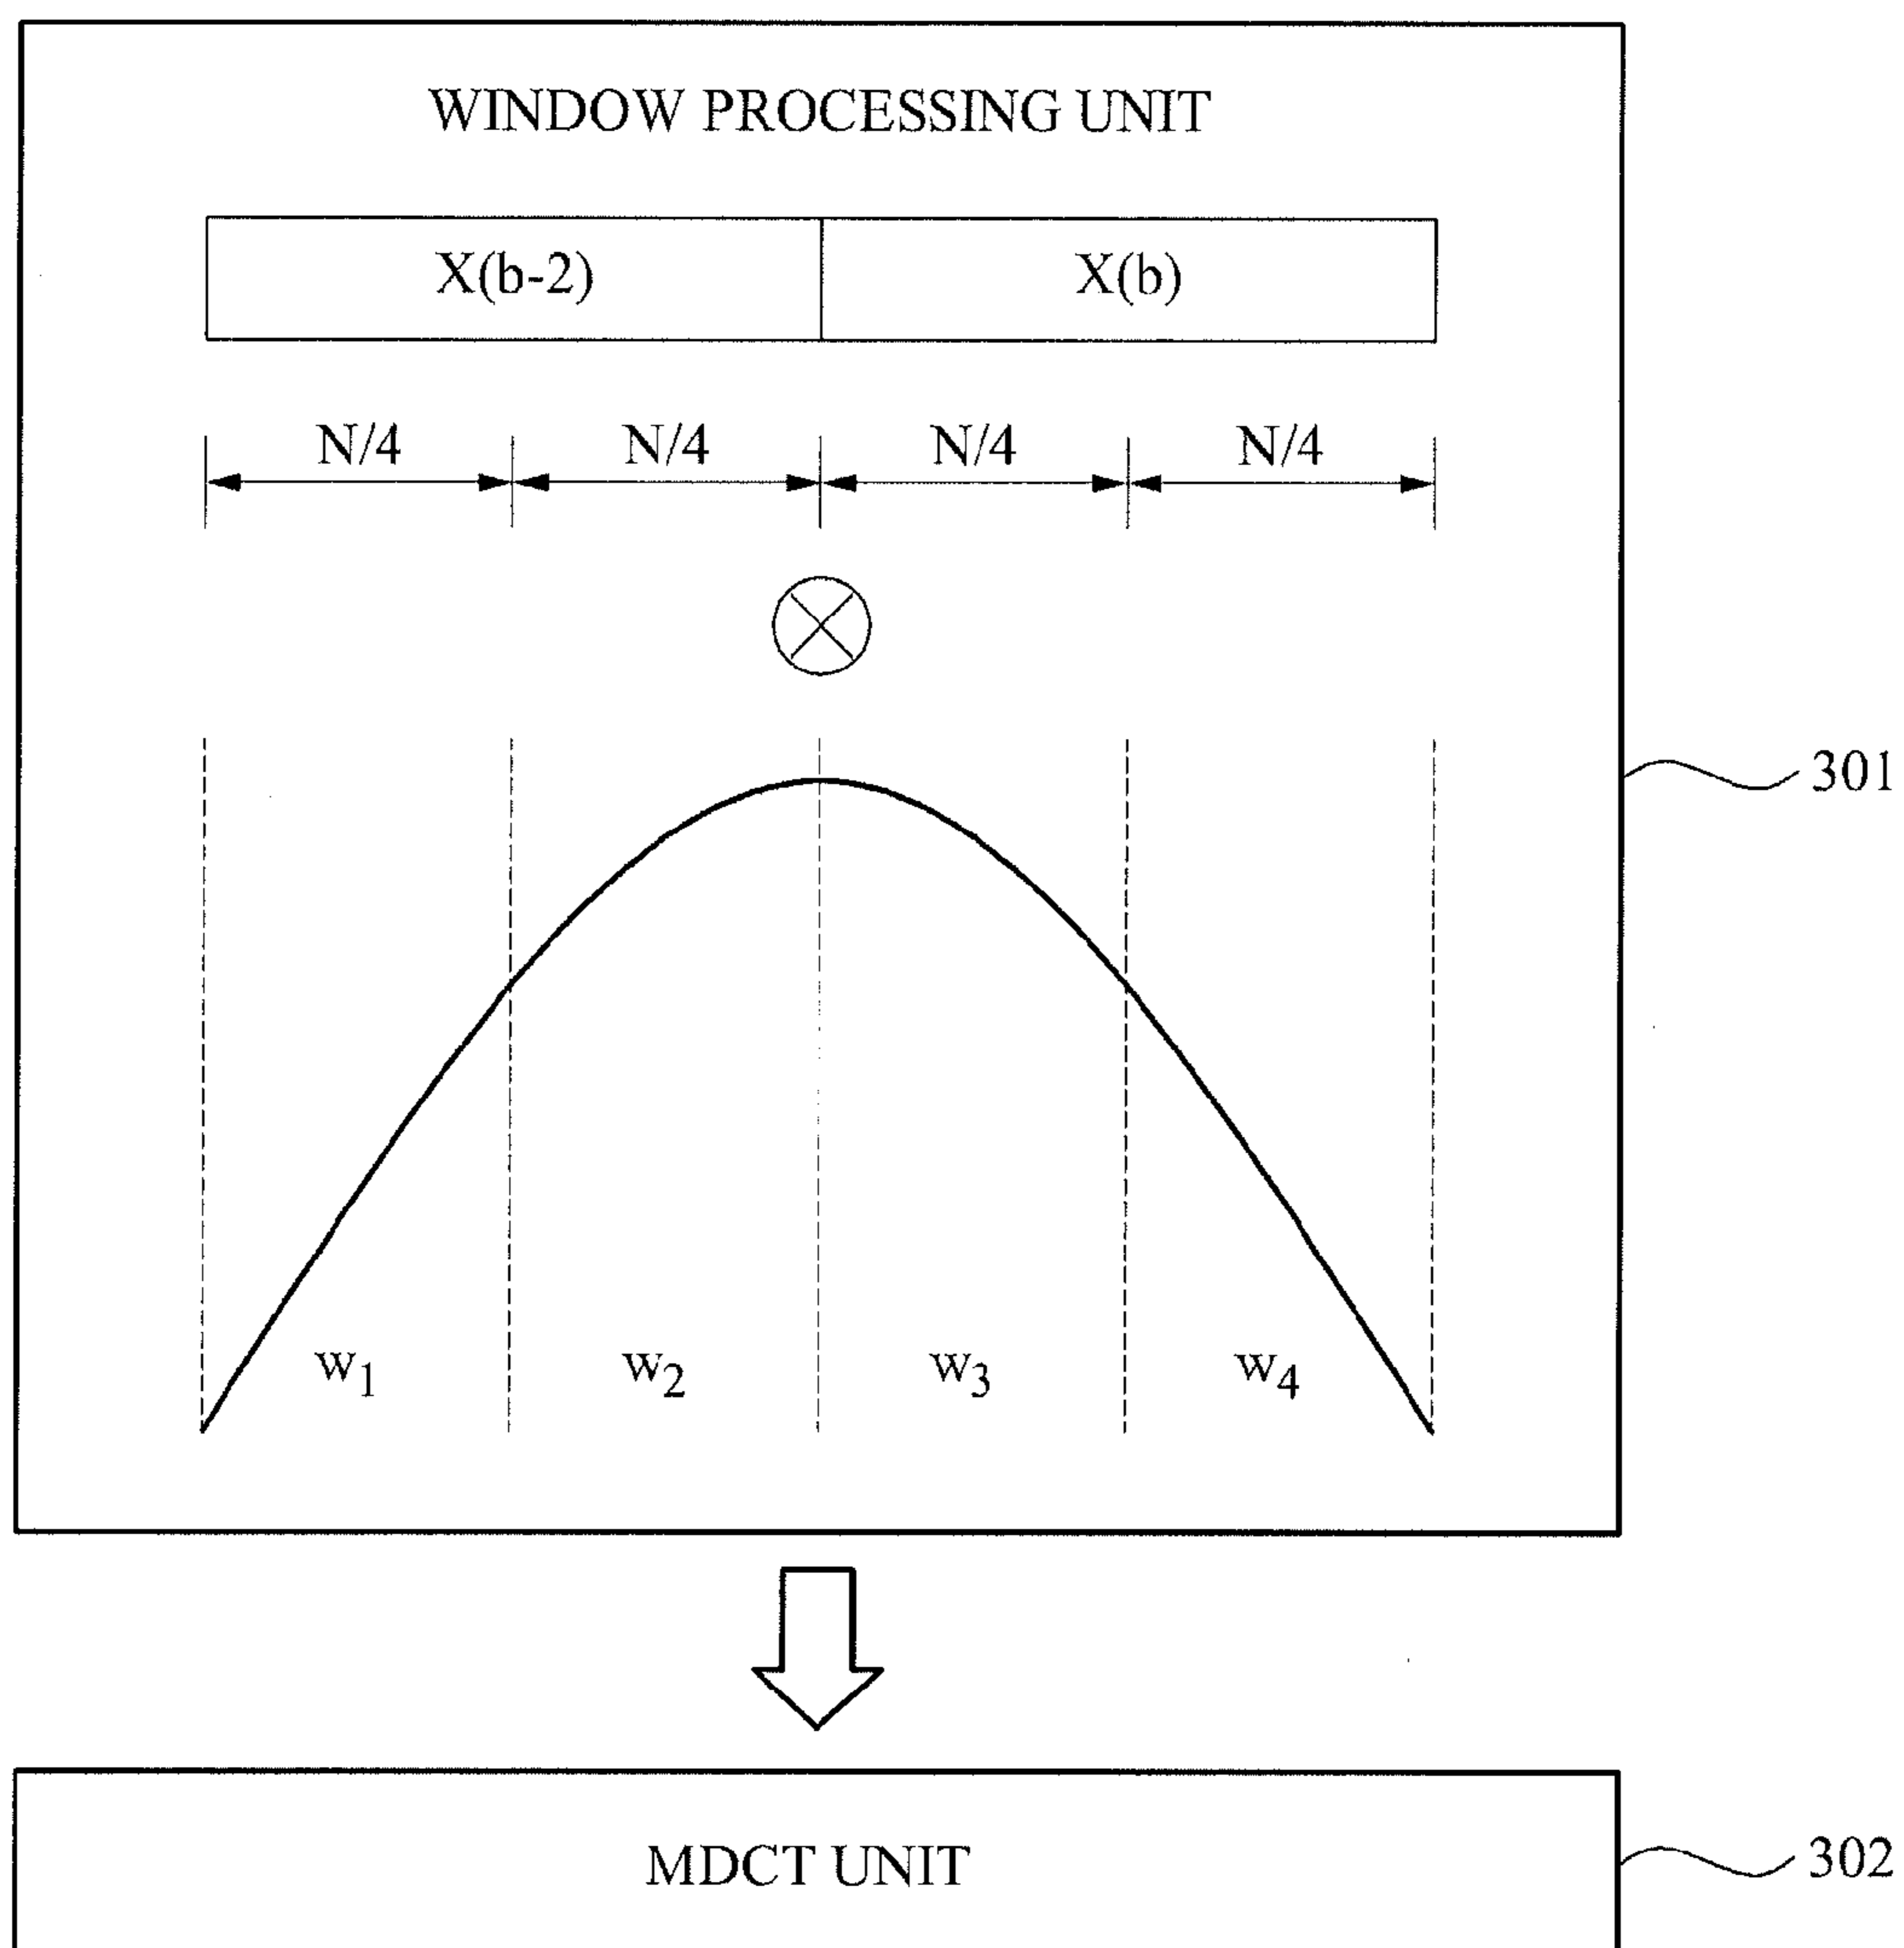 WINDOW PROCESSING UNIT
X(b-2) X(b)
N/4 N/4 N/4 N/4
301
w1 w2 w3 w4
MDCT UNIT
302